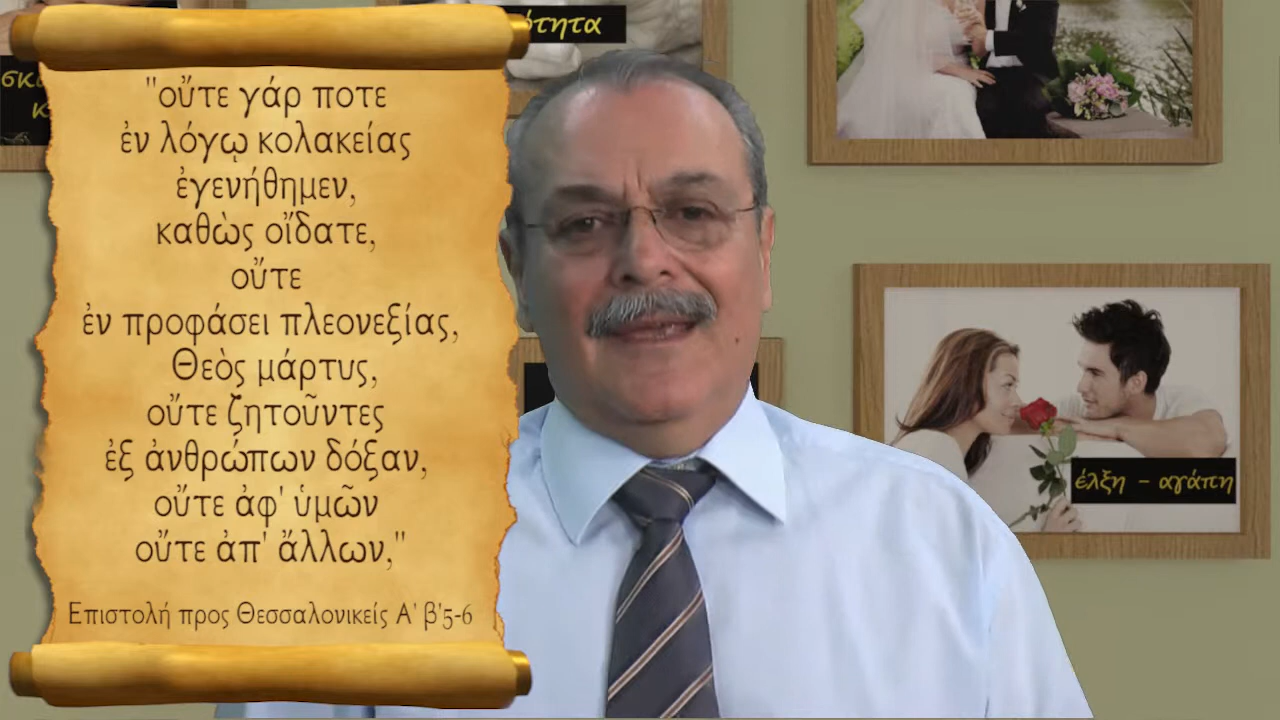 "οὔτε γάρ ποτε
ἐν λόγῳ κολακείας
ἐγενήθημεν,
καθὼς οἴδατε,
οὔτε
ἐν προφάσει πλεονεξίας,
Θεὸς μάρτυς,
οὔτε ζητοῦντες
ἐξ ἀνθρώπων δόξαν,
οὔτε ἀφ' ὑμῶν
οὔτε ἀπ' ἄλλων,"
Επιστολή προς Θεσσαλονικείς Α' β'5-6
έλξη - αγάπη